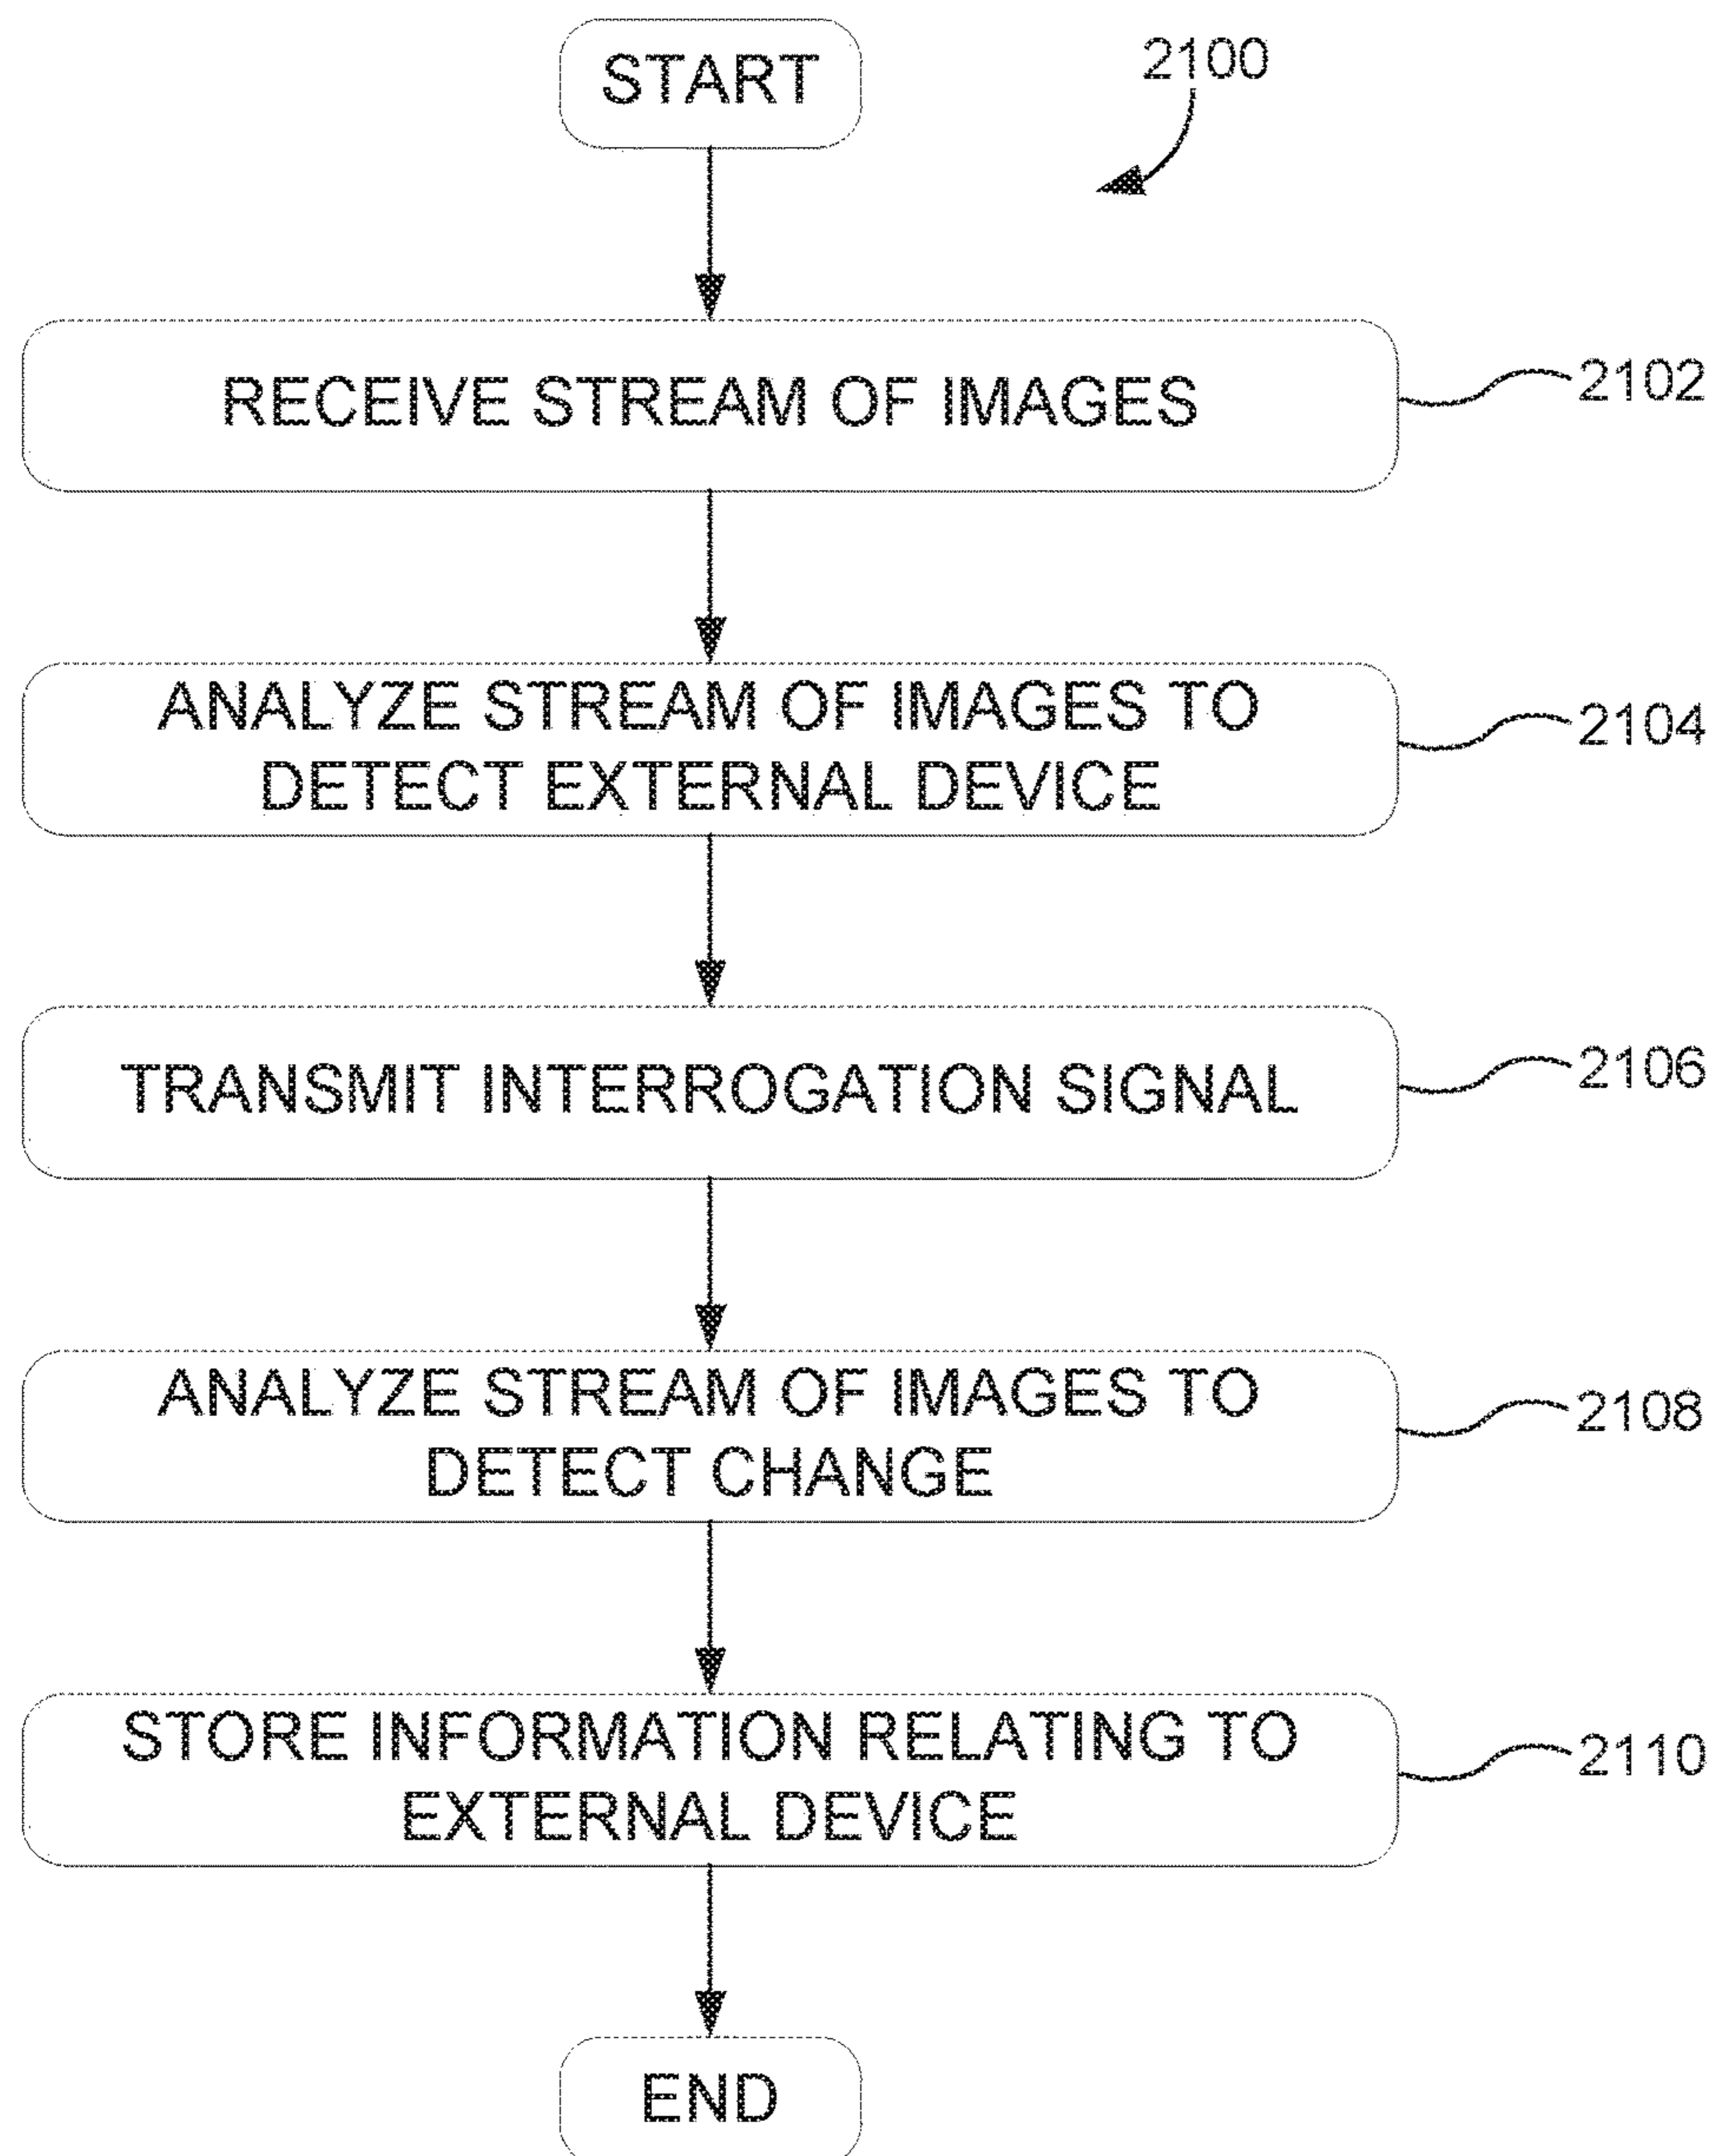 START
2100
RECEIVE STREAM OF IMAGES
2102
ANALYZE STREAM OF IMAGES TO
DETECT EXTERNAL DEVICE
2104
TRANSMIT INTERROGATION SIGNAL
2106
ANALYZE STREAM OF IMAGES TO
DETECT CHANGE
2108
STORE INFORMATION RELATING TO
EXTERNAL DEVICE
2110
END